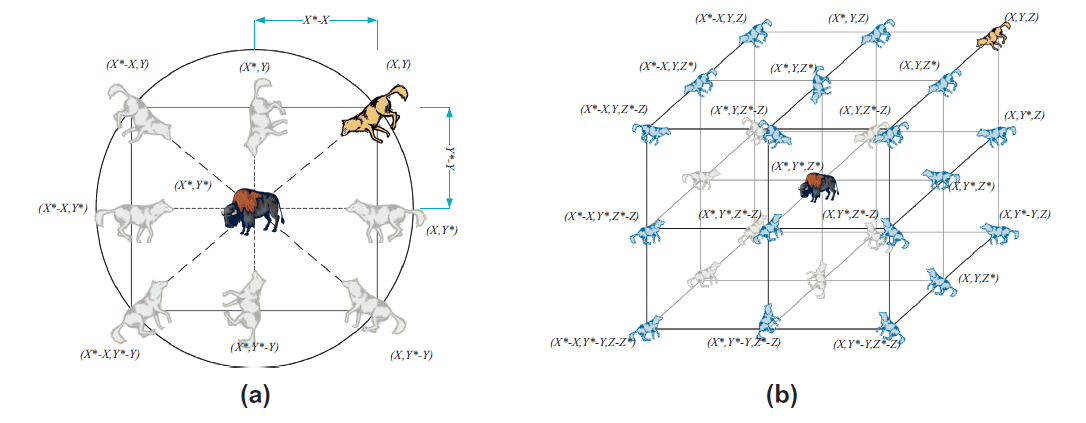 X*-X
(X*-X,Y)
(X*,Y)
(X,Y)
Y*-Y
(X*,Y*)
(X*-X,Y*)
(X,Y*)
(X*-X,Y*-Y)
(X*,Y*-Y)
(X,Y*-Y)
(a)
(X*-X,Y,Z)
(X*,Y,Z)
(X,Y,Z)
(X*-X,Y,Z*)
(X*,Y,Z*)
(X,Y,Z*)
(X*-X,Y,Z*-Z)
(X*,Y,Z*-Z)
(X,Y,Z*-Z)
(X,Y*,Z)
(X*,Y*,Z*)
(X,Y*,Z*)
(X*-X,Y*,Z*-Z)
(X*,Y*,Z*-Z)
(X,Y*,Z*-Z)
(X,Y*-Y,Z)
(X,Y,Z*)
(X*-X,Y*-Y,Z-Z*)
(X*,Y*-Y,Z*-Z)
(X,Y*-Y,Z*-Z)
(b)